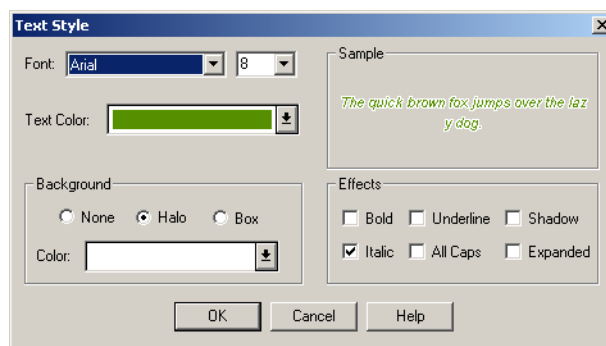 Text Style
Font: Arial 8
Sample
The quick brown fox jumps over the laz
y dog.
Text Color:
Background
None Halo Box
Color:
Effects
Bold Underline Shadow
Italic All Caps Expanded
OK Cancel Help